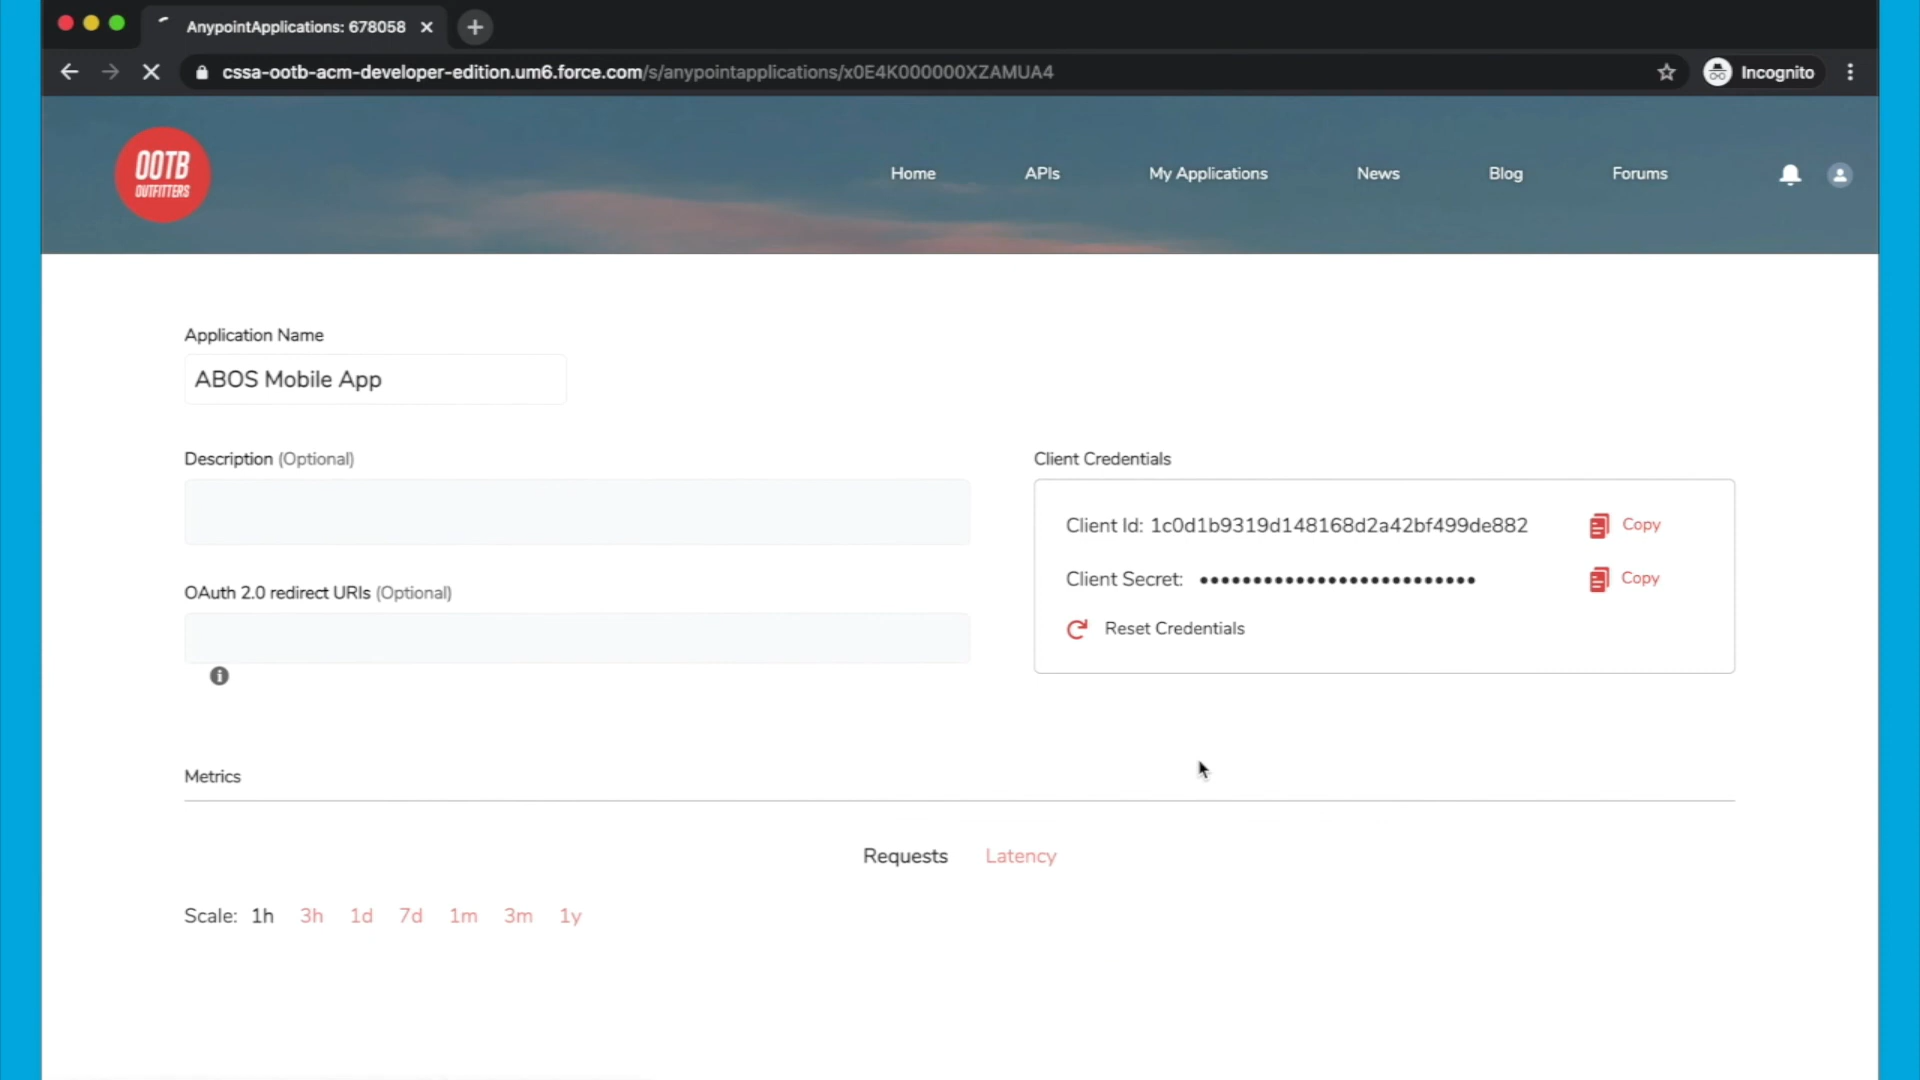 AnypointApplications: 678058
cssa-ootb-acm-developer-edition.um6.force.com/s/anypointapplications/x0E4K000000XZAMUA4
Incognito
OOTB
OUTFITTERS
Home
APIs
My Applications
News
Blog
Forums
Application Name
ABOS Mobile App
Description (Optional)
Client Credentials
Client Id: 1c0d1b9319d148168d2a42bf499de882
Copy
Client Secret: ••••••••••••••••••••••••••
Copy
OAuth 2.0 redirect URIs (Optional)
Reset Credentials
Metrics
Requests
Latency
Scale: 1h 3h 1d 7d 1m 3m 1y